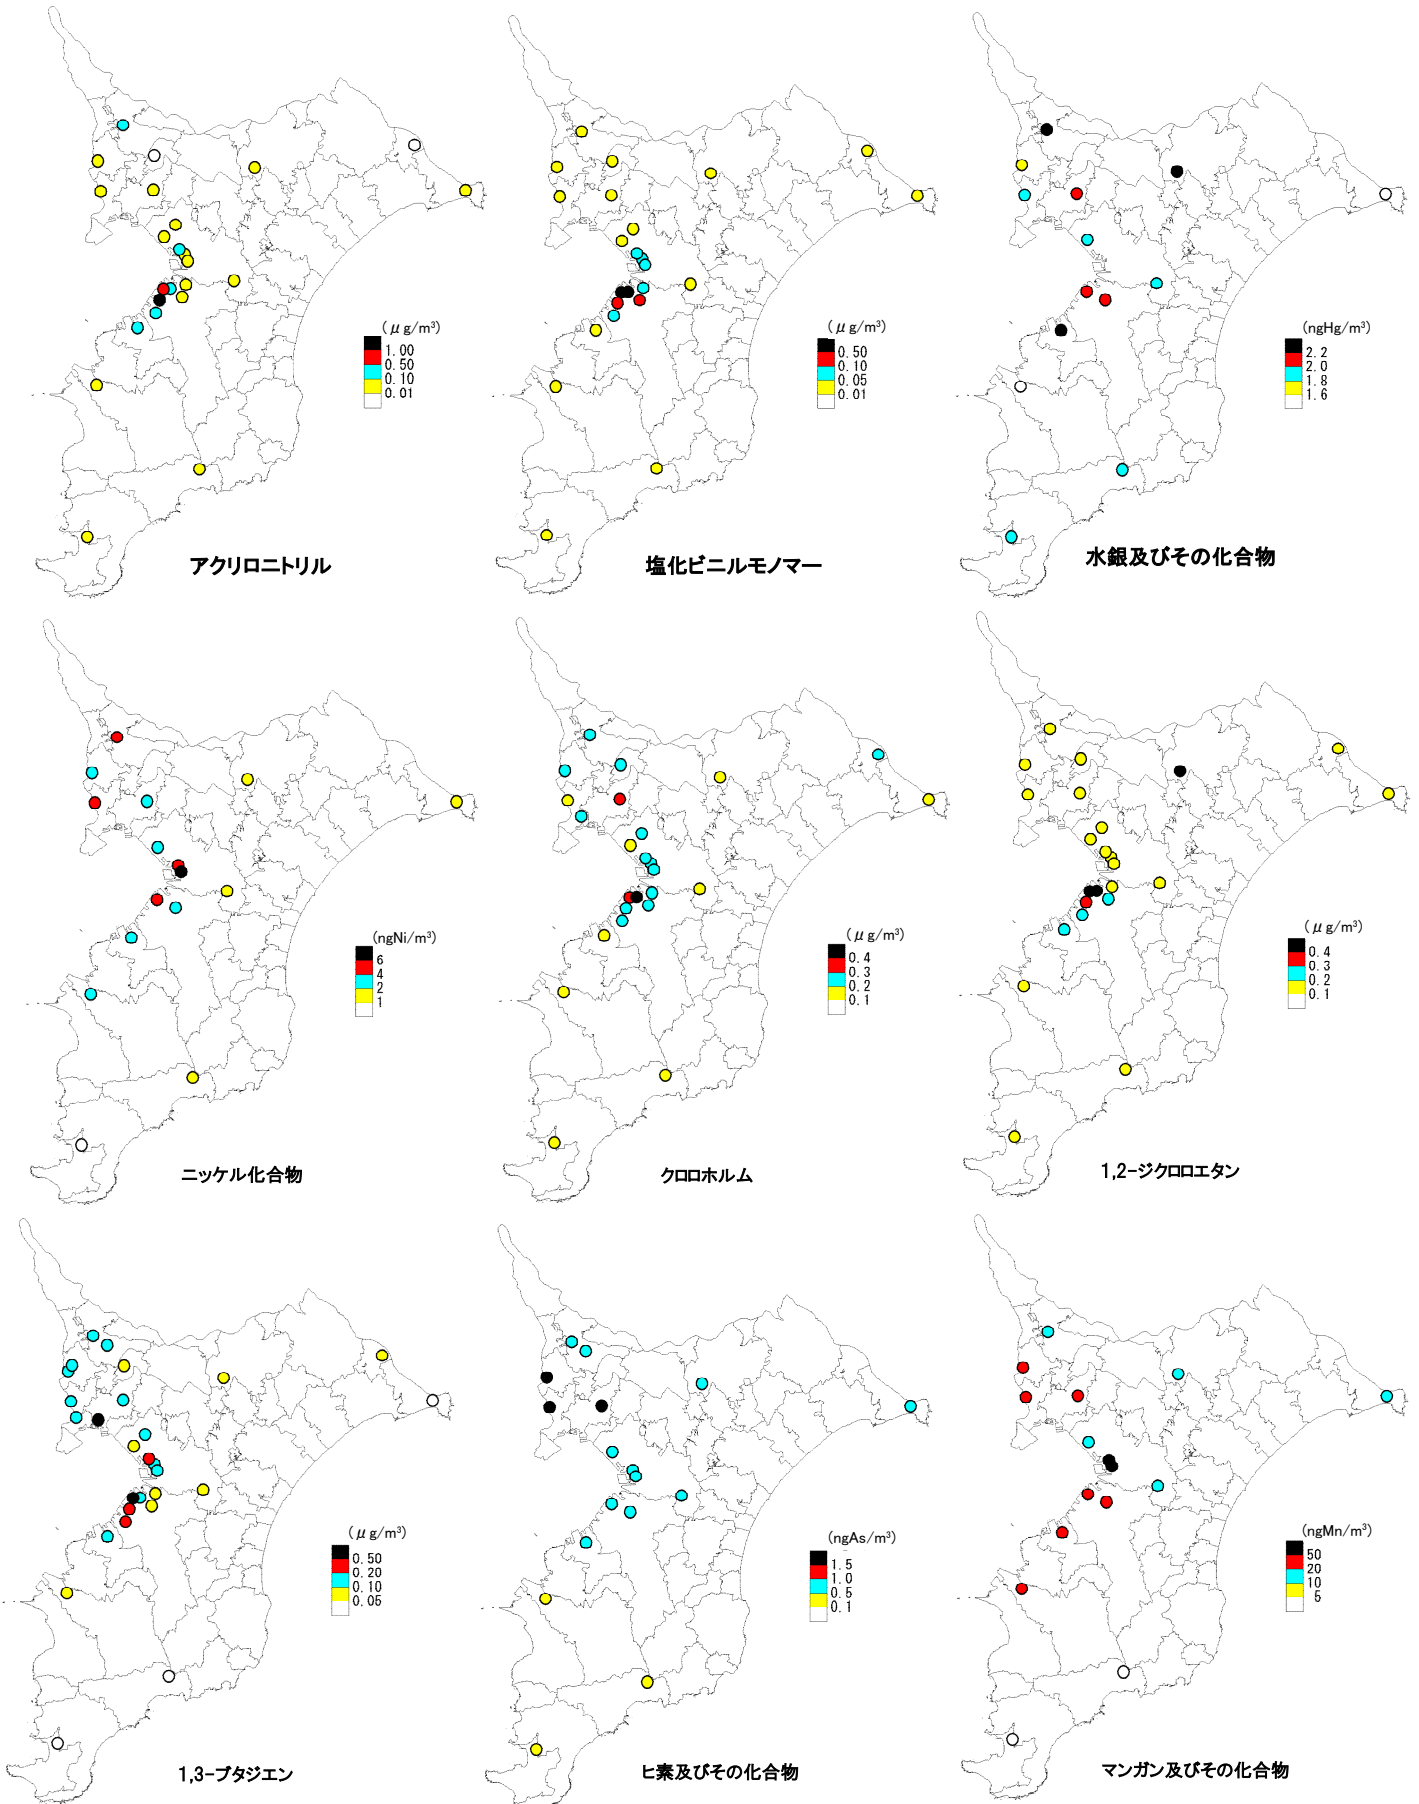 (μg/m³)
1.00
0.50
0.10
0.01
アクリロニトリル
(μg/m³)
0.50
0.10
0.05
0.01
塩化ビニルモノマー
(ngHg/m³)
2.2
2.0
1.8
1.6
水銀及びその化合物
(ngNi/m³)
6
4
2
1
ニッケル化合物
(μg/m³)
0.4
0.3
0.2
0.1
クロロホルム
(μg/m³)
0.4
0.3
0.2
0.1
1,2-ジクロロエタン
(μg/m³)
0.50
0.20
0.10
0.05
1,3-ブタジエン
(ngAs/m³)
1.5
1.0
0.5
0.1
ヒ素及びその化合物
(ngMn/m³)
50
20
10
5
マンガン及びその化合物